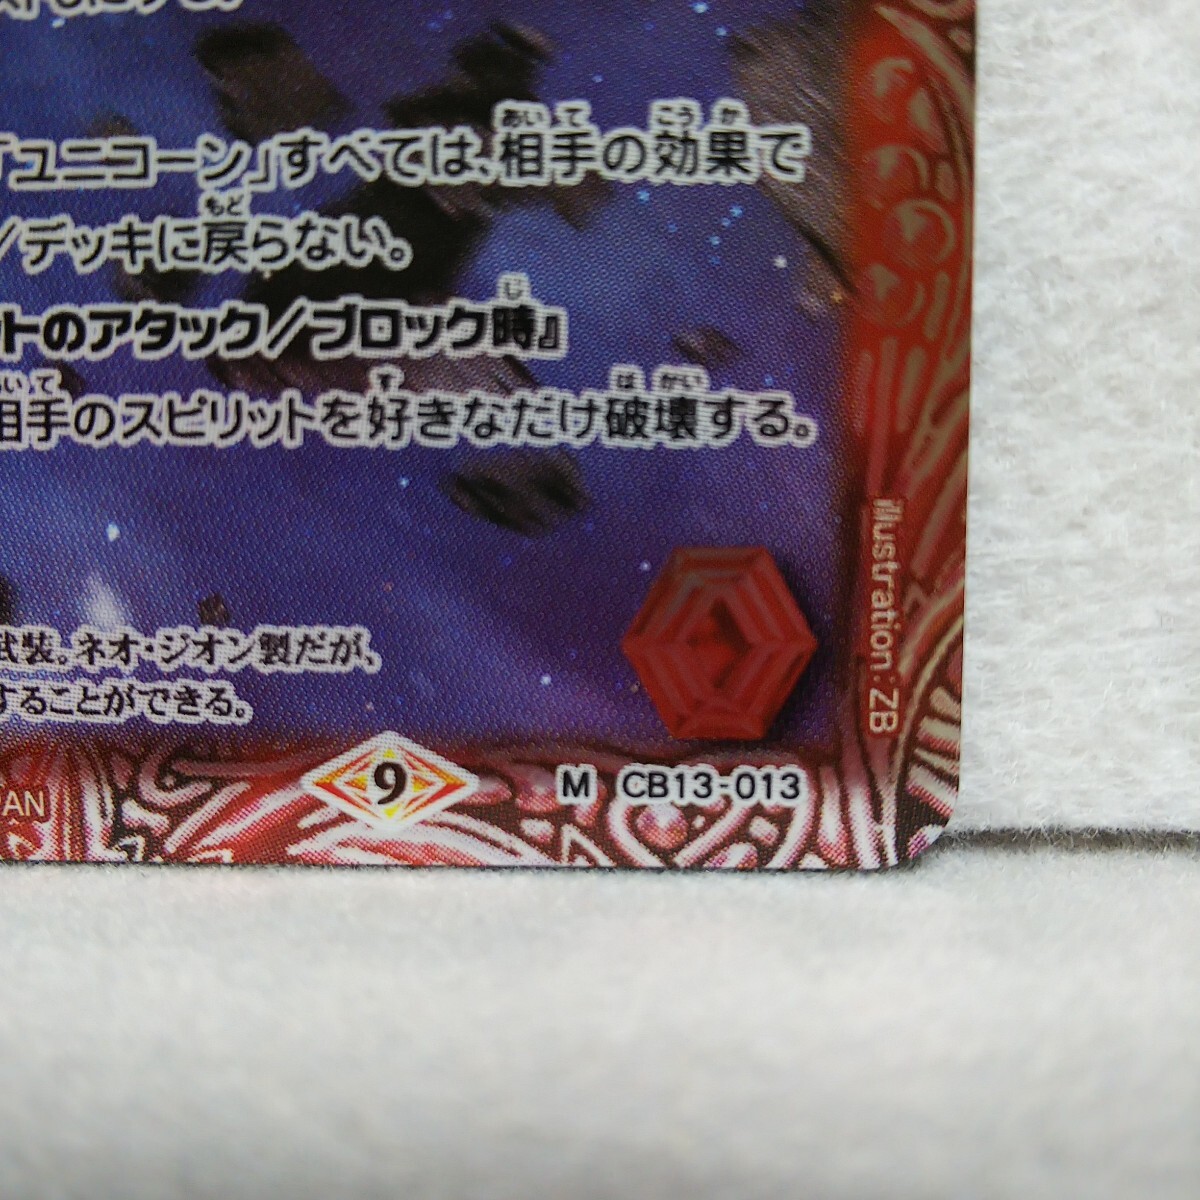 「ユニコーン」すべては、相手の効果で
/デッキに戻らない。
トのアタック/ブロック時』
相手のスピリットを好きなだけ破壊する。
武装。ネオ・ジオン製だが、
することができる。
Illustration:ZB
PAN
9
M CB13-013